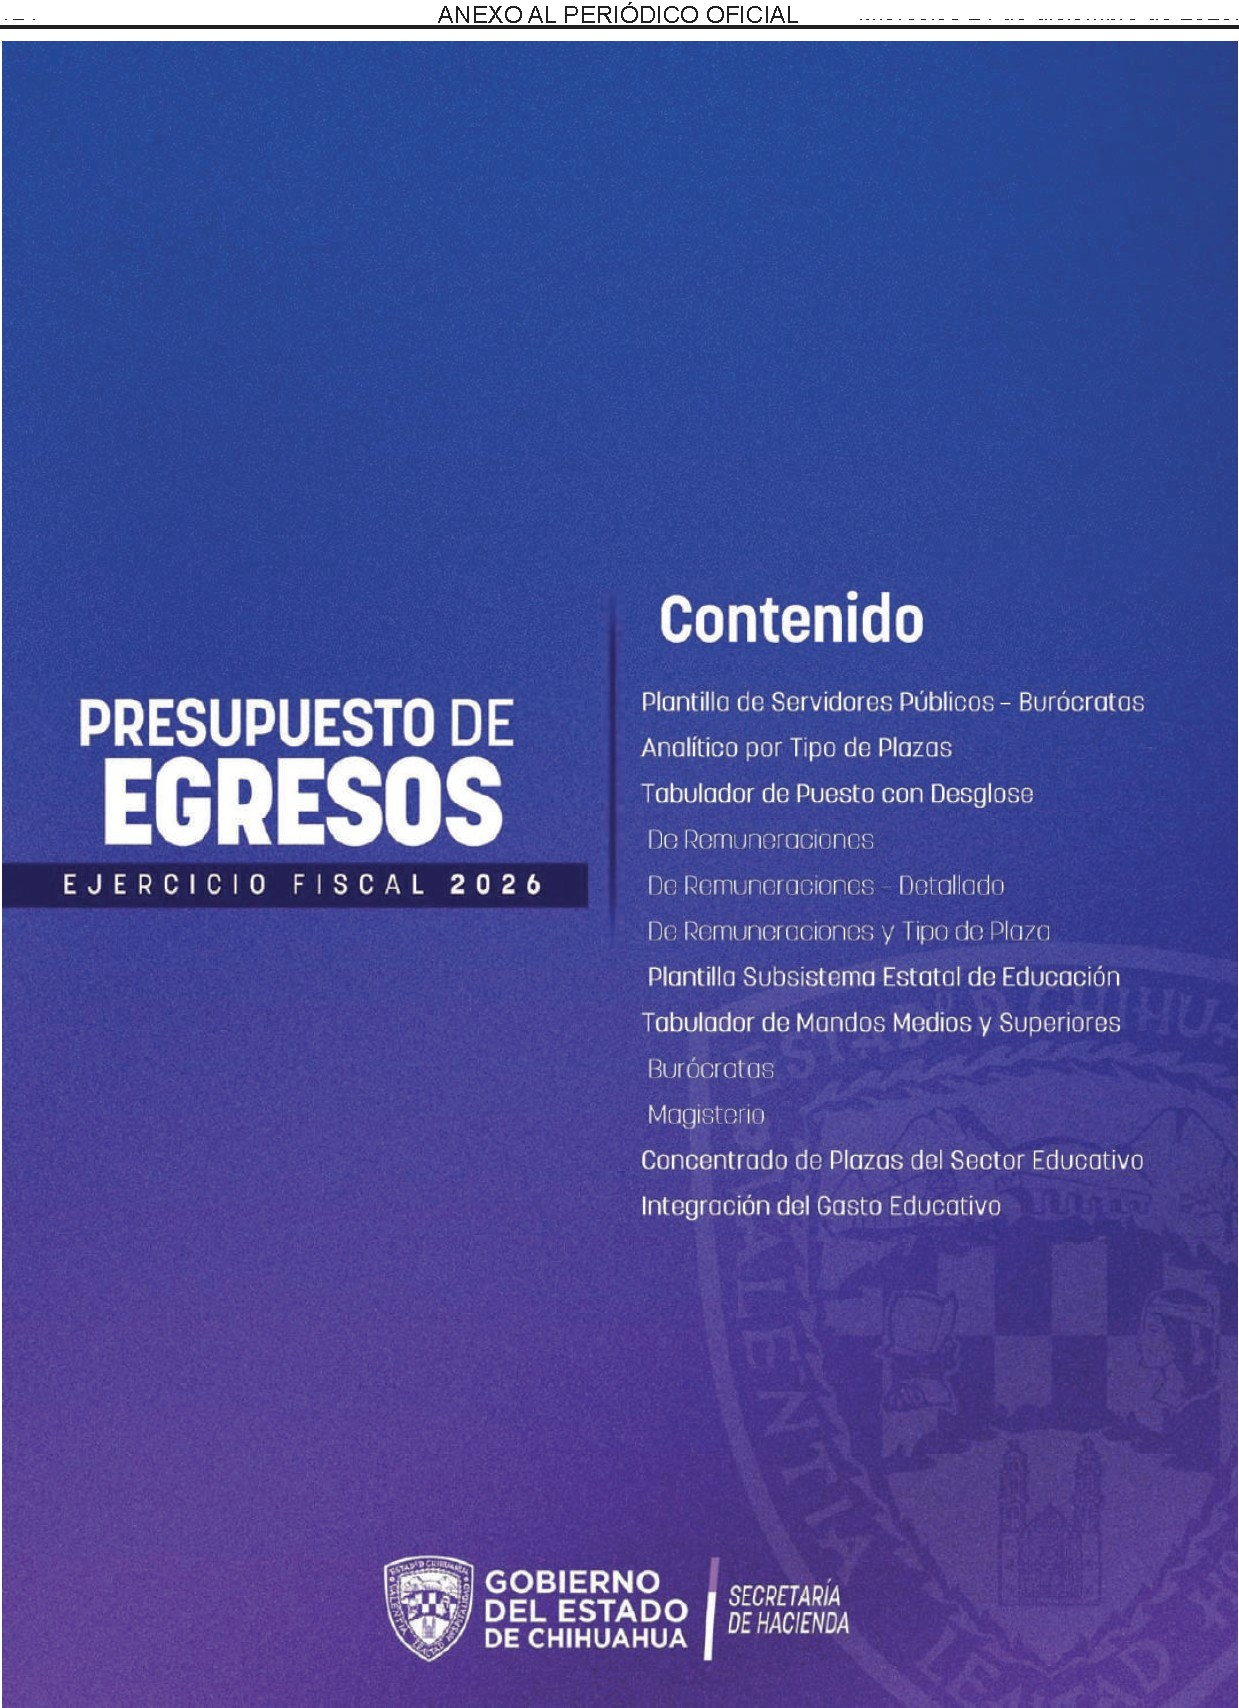 ANEXO AL PERIÓDICO OFICIAL
PRESUPUESTO DE
EGRESOS
EJERCICIO FISCAL 2026
Contenido
Plantilla de Servidores Públicos – Burócratas
Analítico por Tipo de Plazas
Tabulador de Puesto con Desglose
De Remuneraciones
De Remuneraciones – Detallado
De Remuneraciones y Tipo de Plaza
Plantilla Subsistema Estatal de Educación
Tabulador de Mandos Medios y Superiores
Burócratas
Magisterio
Concentrado de Plazas del Sector Educativo
Integración del Gasto Educativo
GOBIERNO
DEL ESTADO
DE CHIHUAHUA
SECRETARÍA
DE HACIENDA